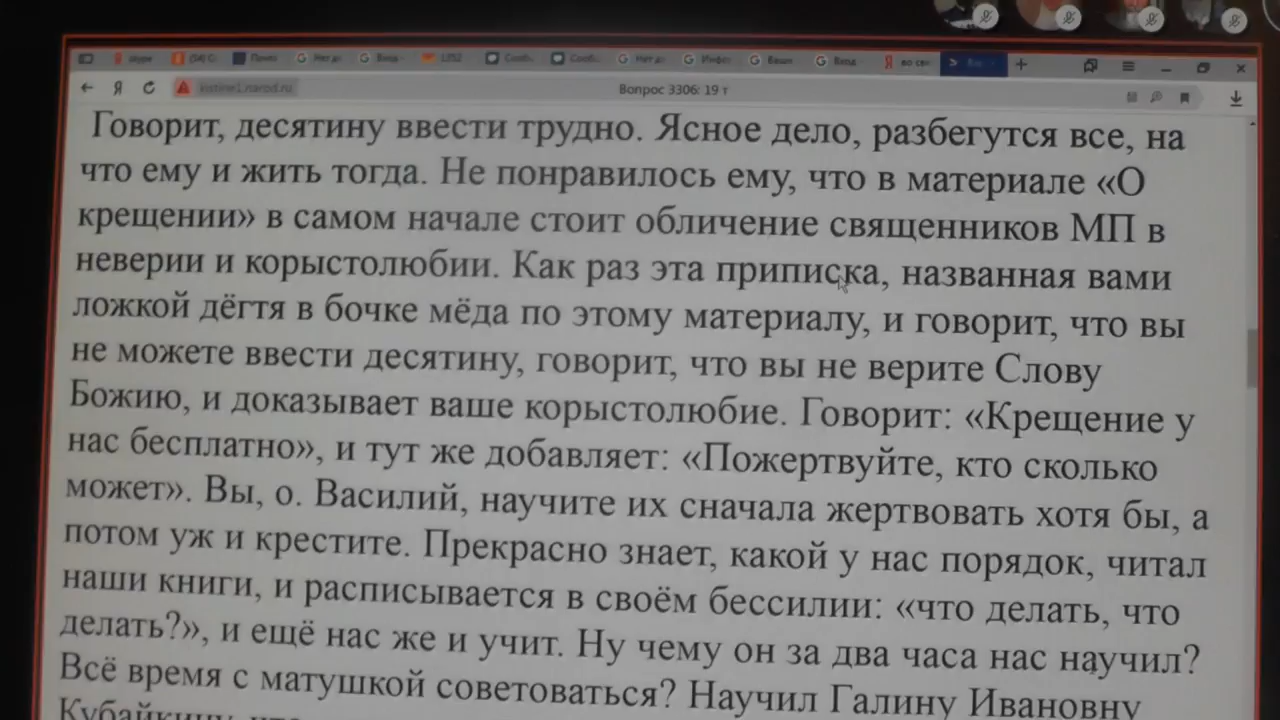 Вопрос 3306: 19 т
Говорит, десятину ввести трудно. Ясное дело, разбегутся все, на
что ему и жить тогда. Не понравилось ему, что в материале «О
крещении» в самом начале стоит обличение священников МП в
неверии и корыстолюбии. Как раз эта приписка, названная вами
ложкой дёгтя в бочке мёда по этому материалу, и говорит, что вы
не можете ввести десятину, говорит, что вы не верите Слову
Божию, и доказывает ваше корыстолюбие. Говорит: «Крещение у
нас бесплатно», и тут же добавляет: «Пожертвуйте, кто сколько
может». Вы, о. Василий, научите их сначала жертвовать хотя бы, а
потом уж и крестите. Прекрасно знает, какой у нас порядок, читал
наши книги, и расписывается в своём бессилии: «что делать, что
делать?», и ещё нас же и учит. Ну чему он за два часа нас научил?
Всё время с матушкой советоваться? Научил Галину Ивановну